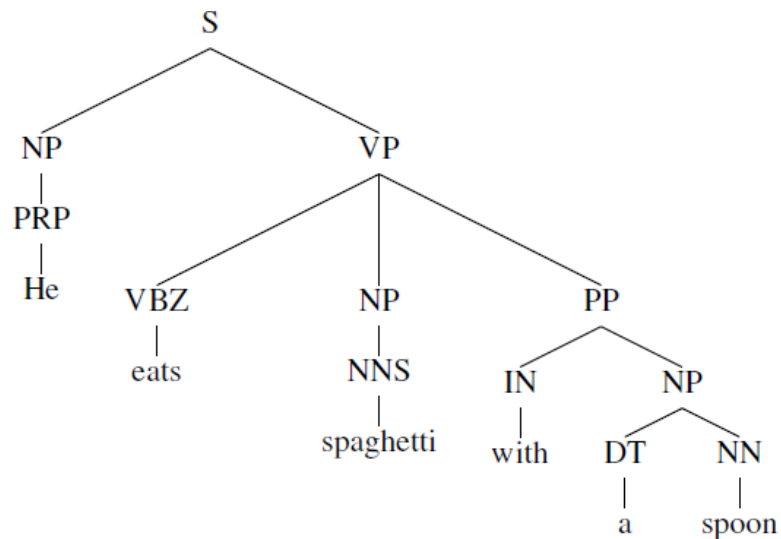 S
NP VP
PRP
He VBZ NP PP
eats NNS IN NP
spaghetti with DT NN
a spoon